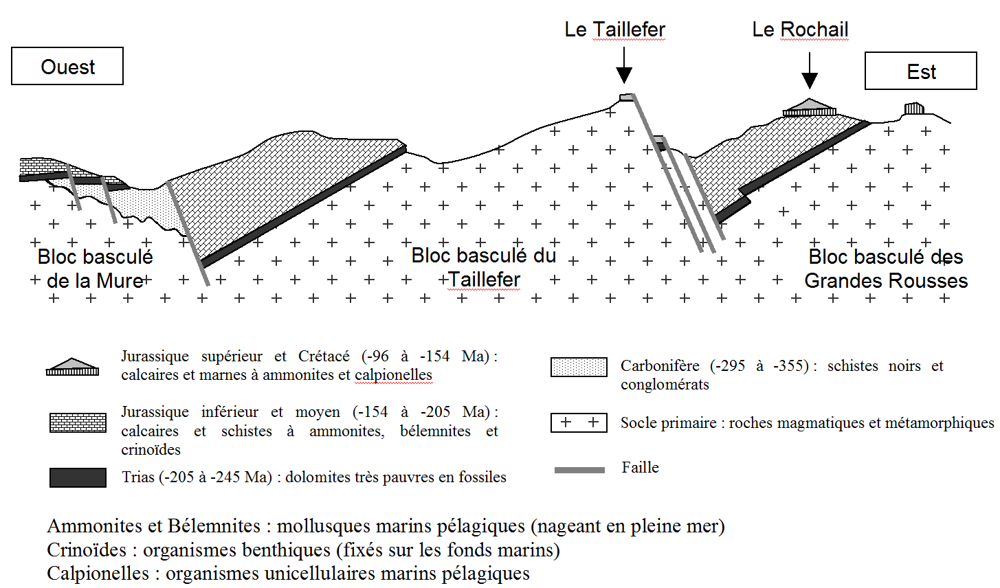 Le Taillefer
Le Rochail
Ouest
Est
Bloc basculé
de la Mure
Bloc basculé du
Taillefer
Bloc basculé des
Grandes Rousses
Jurassique supérieur et Crétacé (-96 à -154 Ma) :
calcaires et marnes à ammonites et calpionelles
Jurassique inférieur et moyen (-154 à -205 Ma) :
calcaires et schistes à ammonites, bélemnites et
crinoïdes
Trias (-205 à -245 Ma) : dolomites très pauvres en fossiles
Carbonifère (-295 à -355) : schistes noirs et
conglomérats
Socle primaire : roches magmatiques et métamorphiques
Faille
Ammonites et Bélemnites : mollusques marins pélagiques (nageant en pleine mer)
Crinoïdes : organismes benthiques (fixés sur les fonds marins)
Calpionelles : organismes unicellulaires marins pélagiques